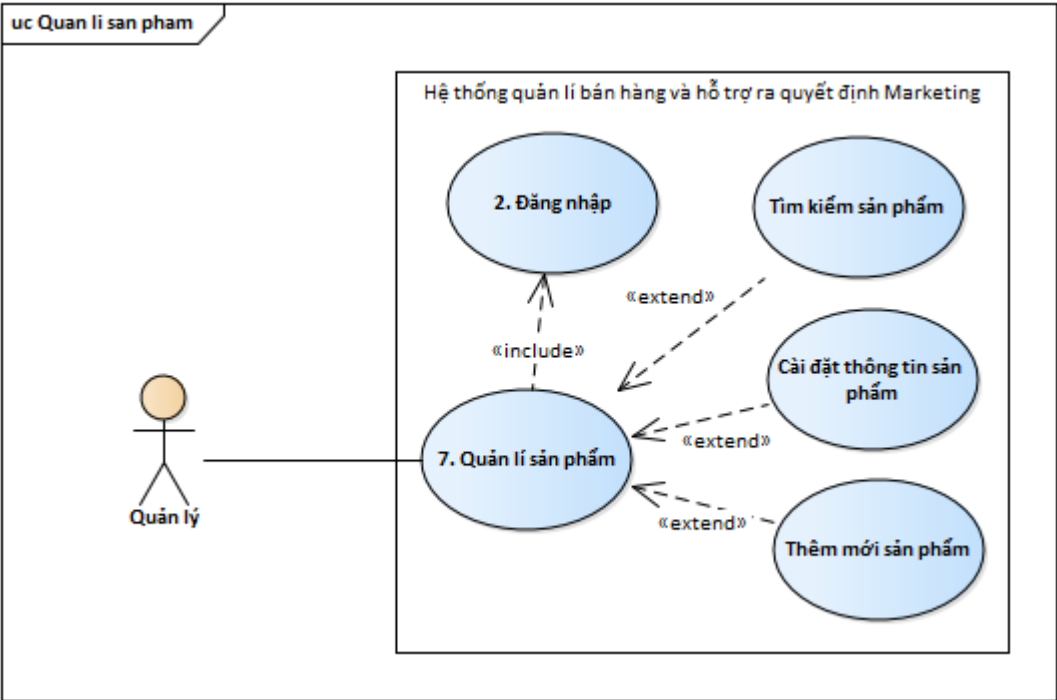 uc Quan li san pham
Hệ thống quản lí bán hàng và hỗ trợ ra quyết định Marketing
2. Đăng nhập
Tìm kiếm sản phẩm
«extend»
«include»
Cài đặt thông tin sản
phẩm
«extend»
7. Quản lí sản phẩm
Quản lý
«extend»
Thêm mới sản phẩm